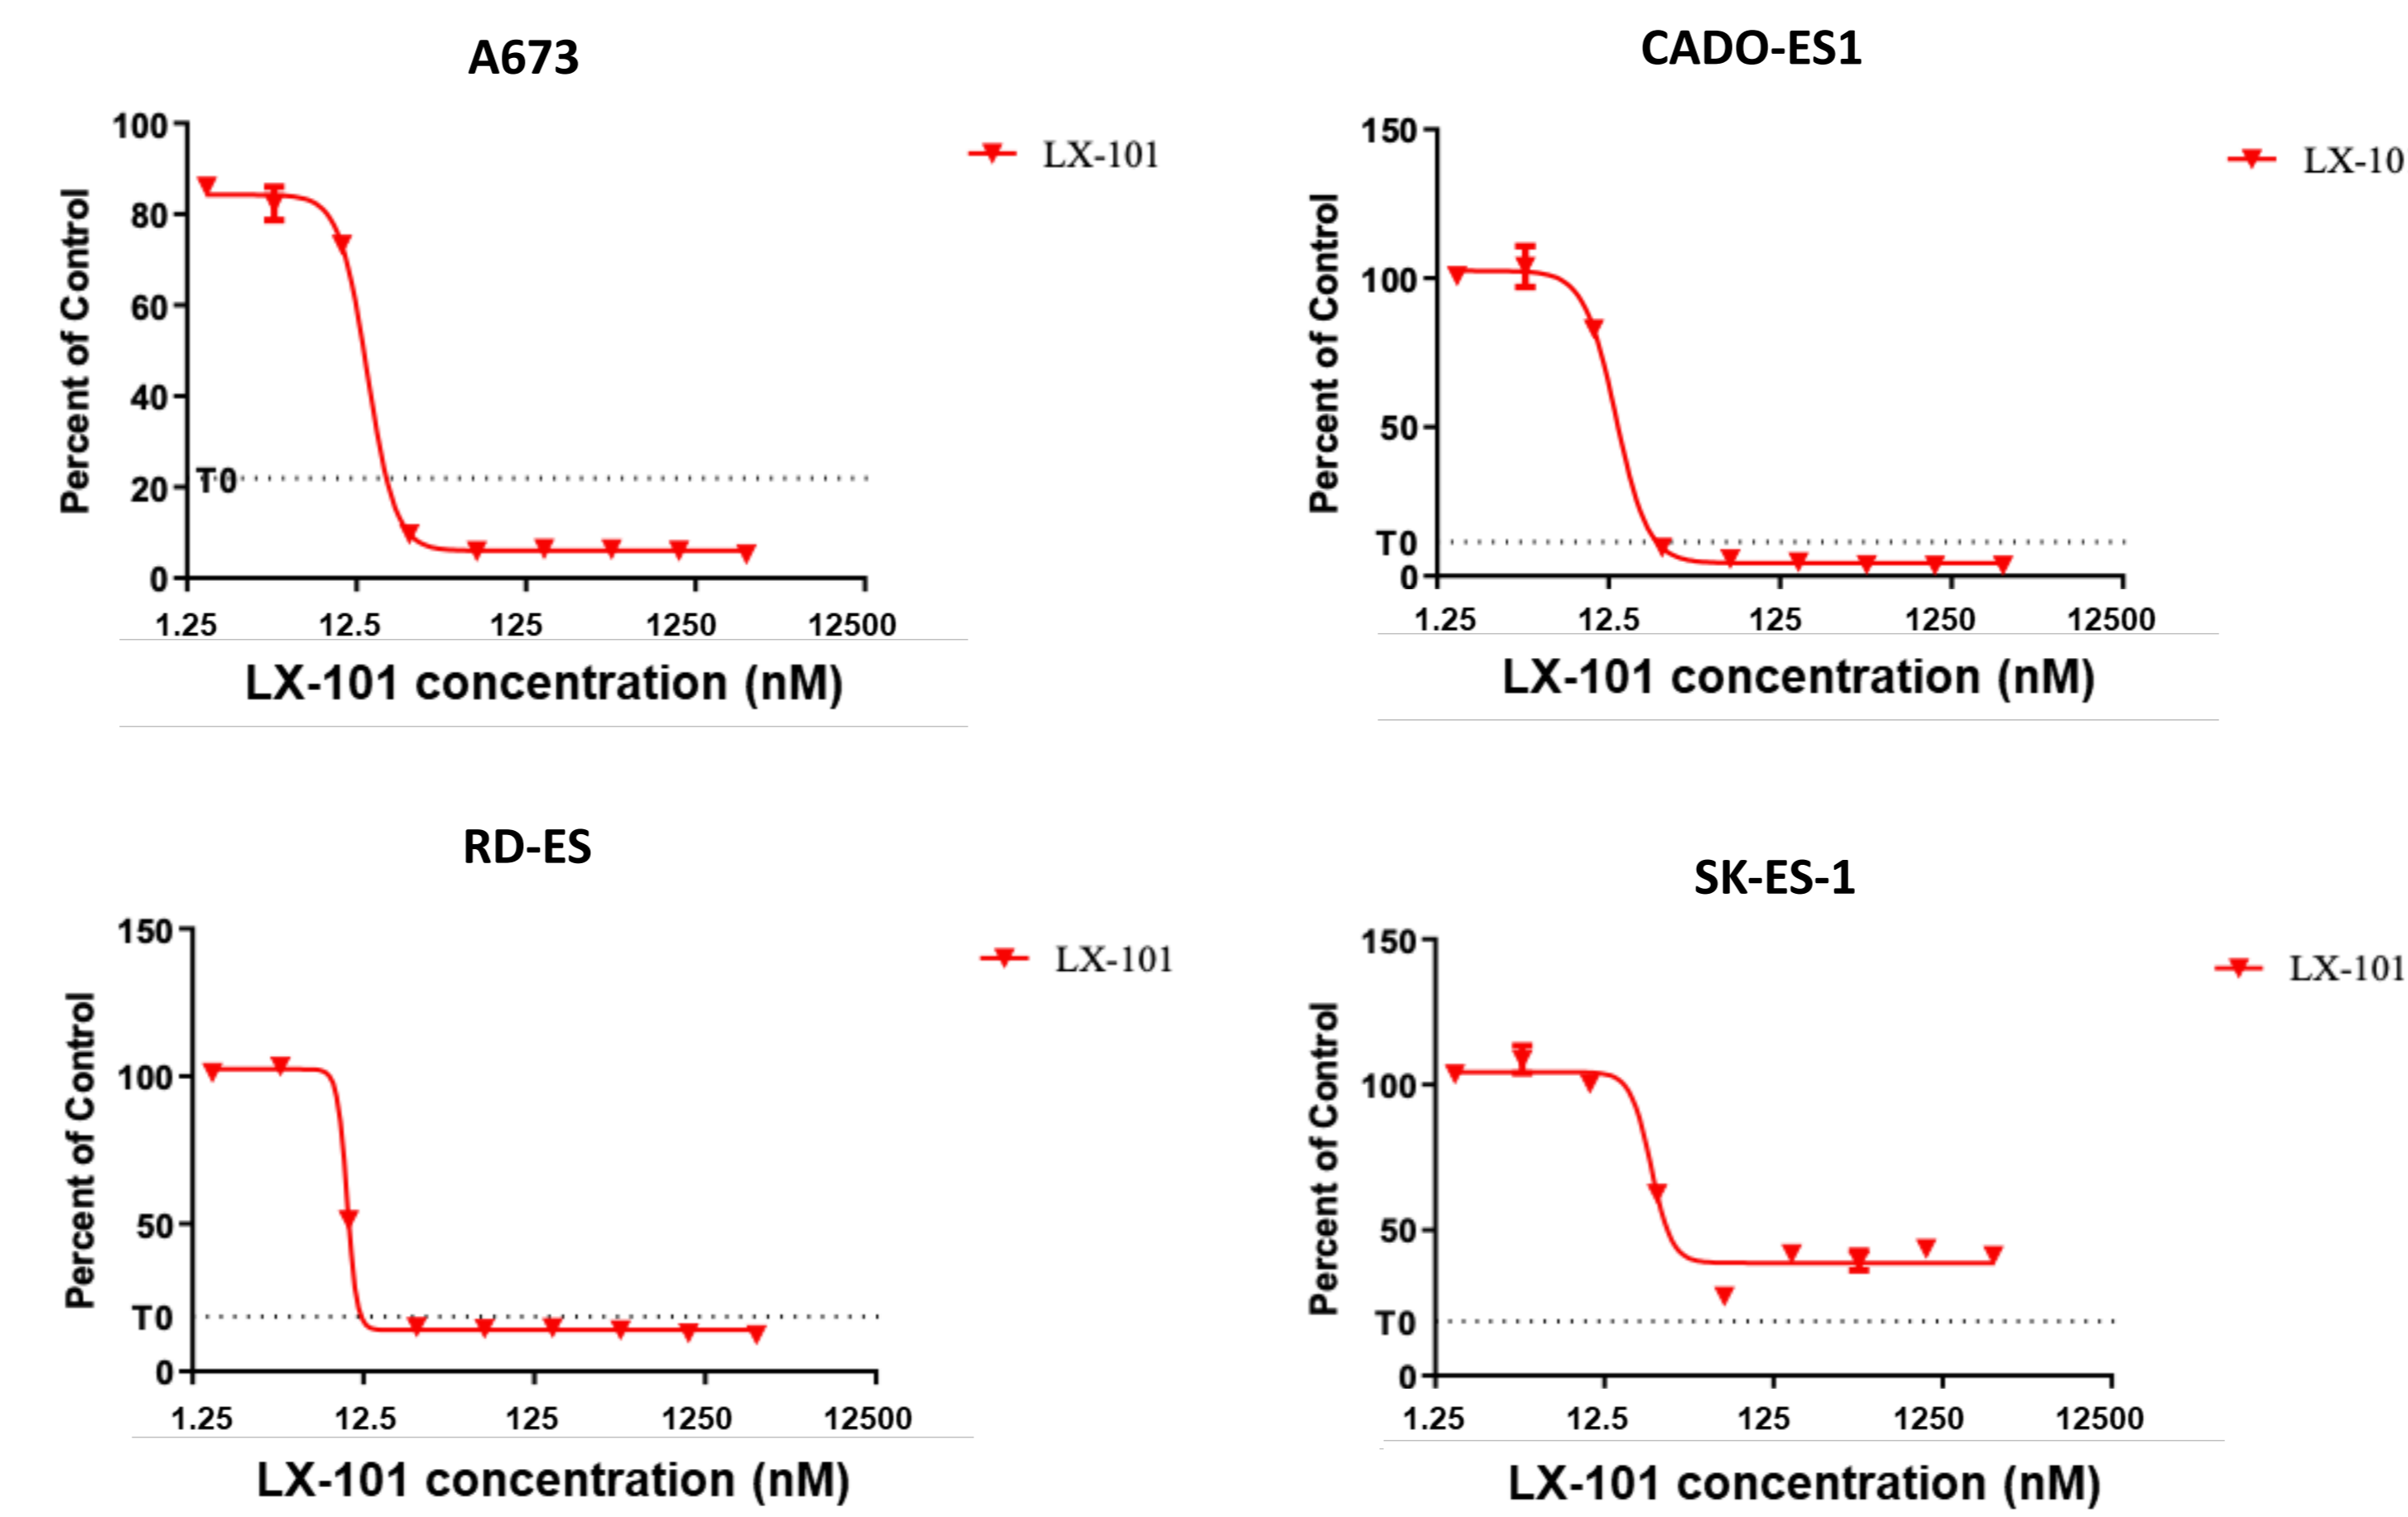 A673
CADO-ES1
Percent of Control
100
80
60
40
20
0
T0
LX-101
1.25 12.5 125 1250 12500
LX-101 concentration (nM)
Percent of Control
150
100
50
T0
0
LX-10
1.25 12.5 125 1250 12500
LX-101 concentration (nM)
RD-ES
SK-ES-1
Percent of Control
150
100
50
T0
0
LX-101
1.25 12.5 125 1250 12500
LX-101 concentration (nM)
Percent of Control
150
100
50
T0
0
LX-101
1.25 12.5 125 1250 12500
LX-101 concentration (nM)